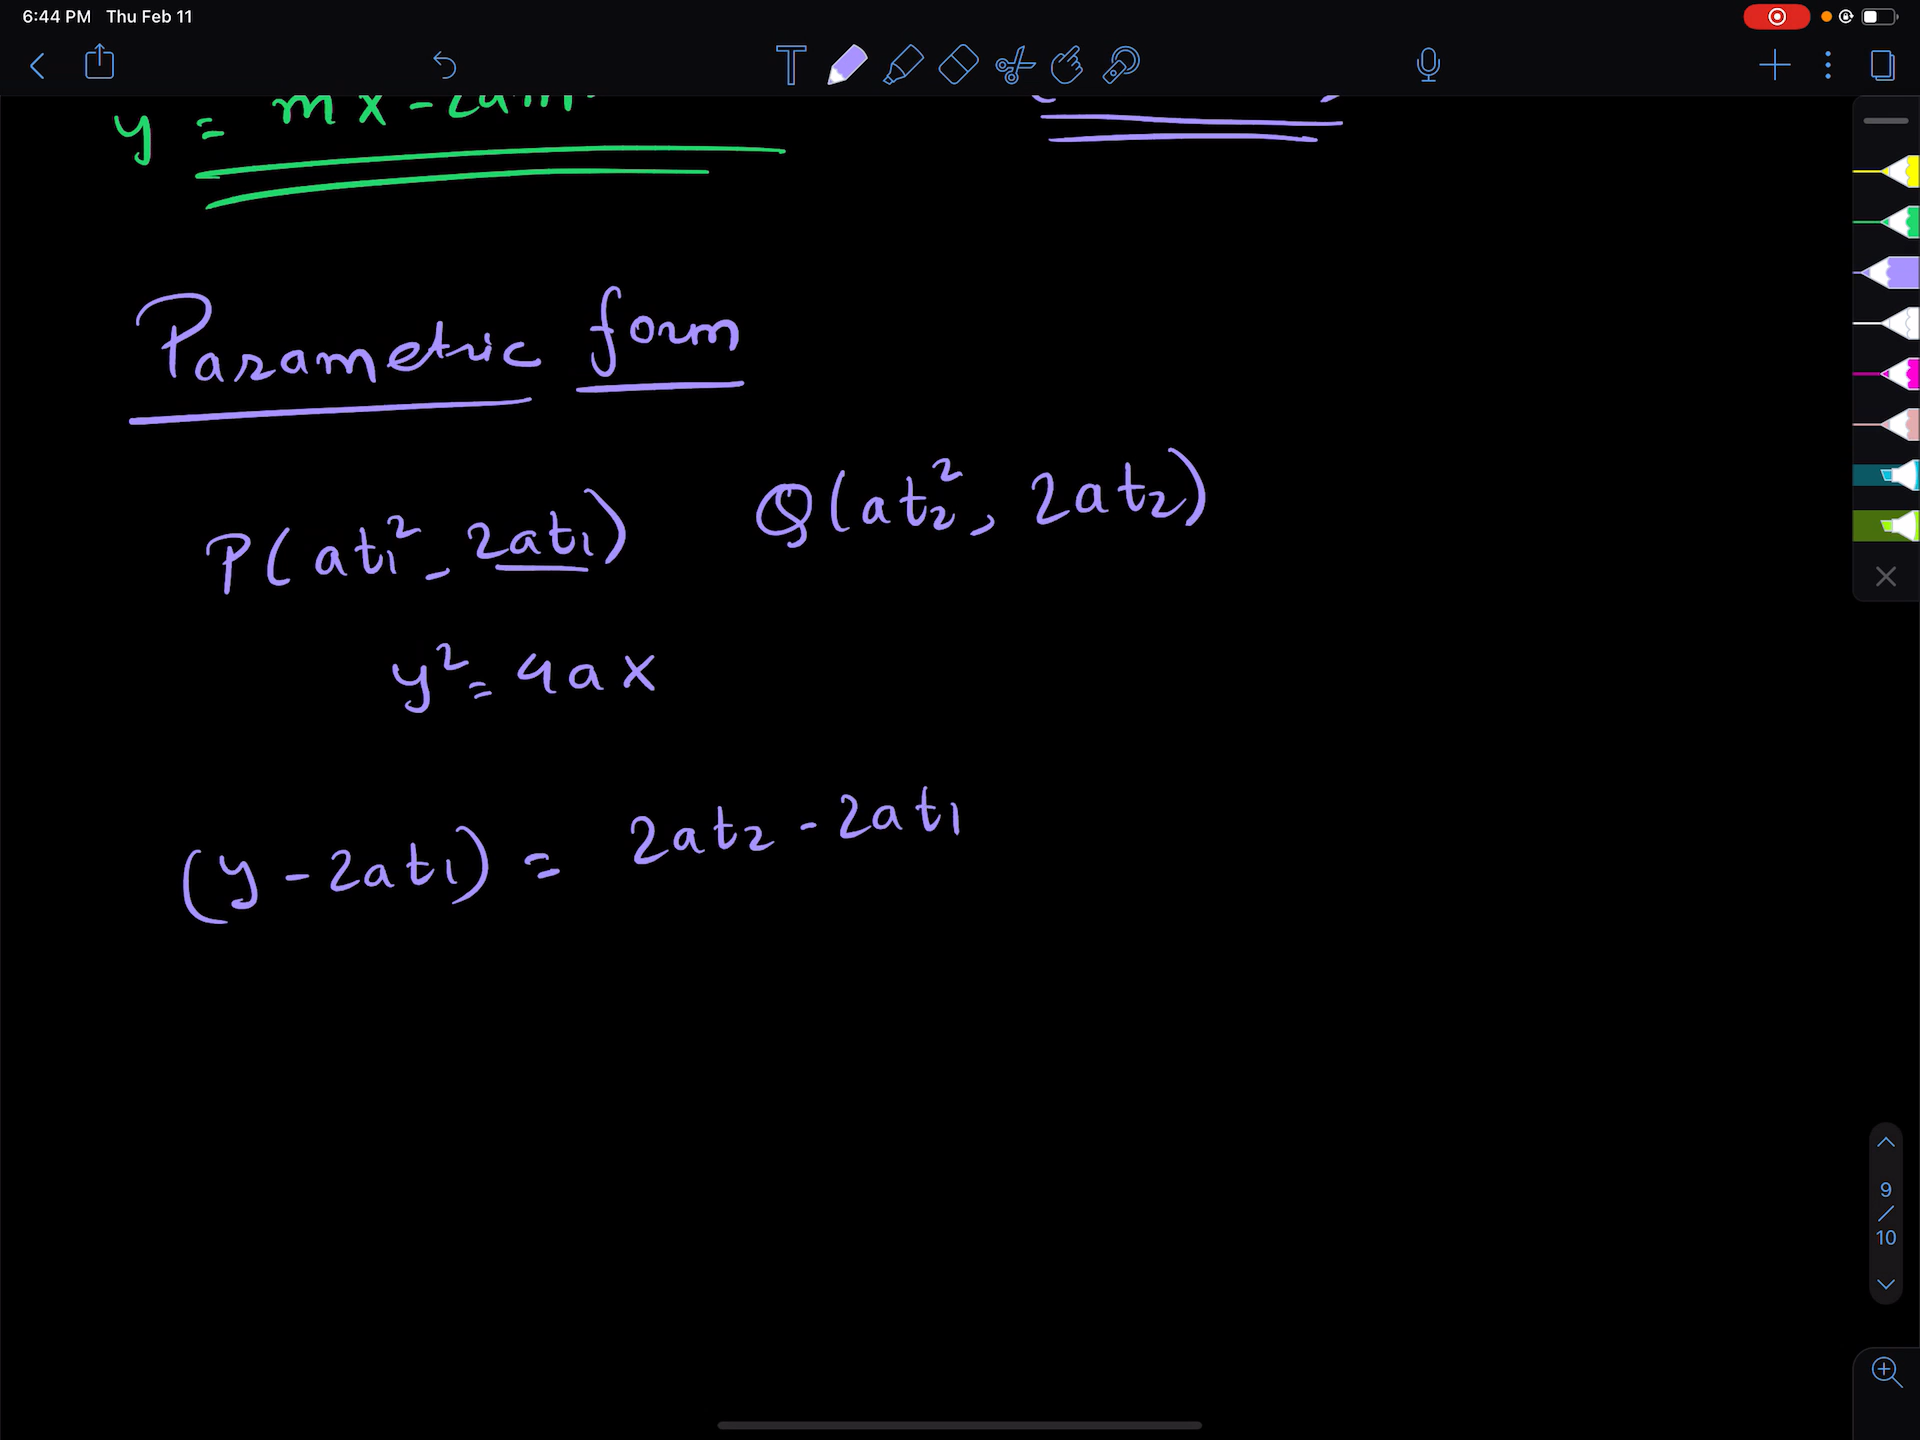 6:44 PM Thu Feb 11
y = mx - 2am
Parametric form
P(at₁² - 2at₁) Q(at₂², 2at₂)
y² = 4ax
(y - 2at₁) = 2at₂ - 2at₁
9
/
10